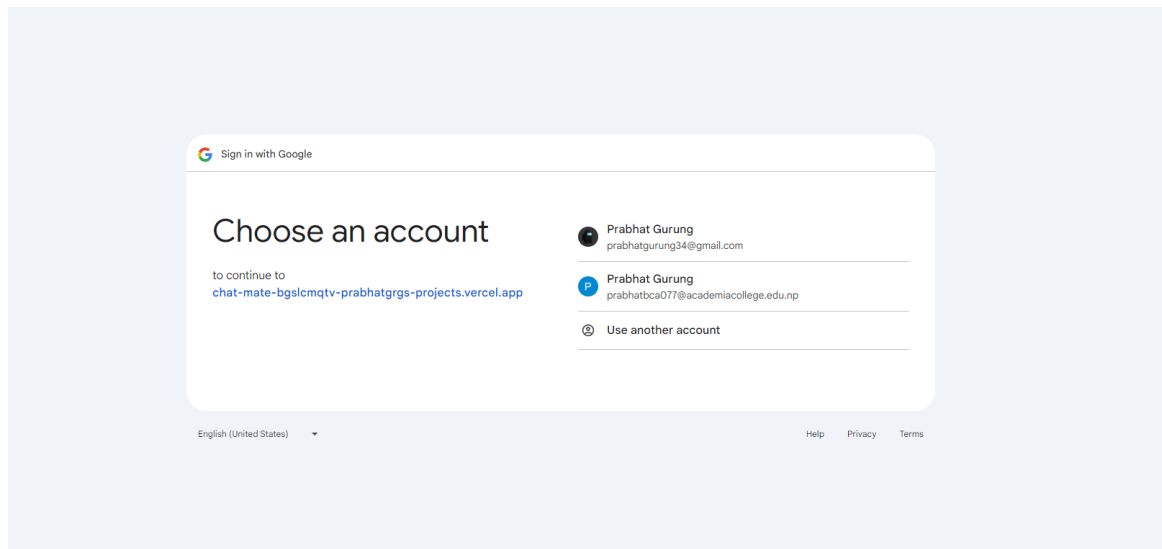 Sign in with Google
Choose an account
to continue to
chat-mate-bgslcmqtv-prabhatgrgs-projects.vercel.app
Prabhat Gurung
prabhatgurung34@gmail.com
P
Prabhat Gurung
prabhatbca077@academiacollege.edu.np
Use another account
English (United States)
Help Privacy Terms